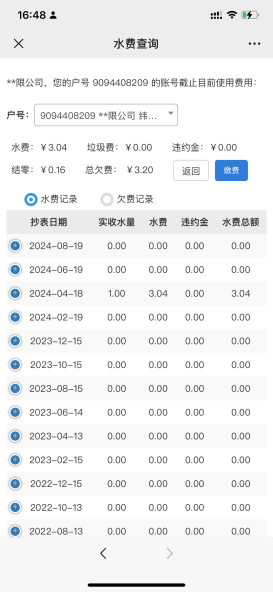 16:48
水费查询
**限公司，您的户号 9094408209 的账号截止目前使用费用：
户号： 9094408209 **限公司 纬...
水费：￥3.04 垃圾费：￥0.00 违约金：￥0.00
结零：￥0.16 总欠费：￥3.20 返回 缴费
水费记录 欠费记录
抄表日期 实收水量 水费 违约金 水费总额
2024-08-19 0.00 0.00 0.00 0.00
2024-06-19 0.00 0.00 0.00 0.00
2024-04-18 1.00 3.04 0.00 3.04
2024-02-19 0.00 0.00 0.00 0.00
2023-12-15 0.00 0.00 0.00 0.00
2023-10-15 0.00 0.00 0.00 0.00
2023-08-15 0.00 0.00 0.00 0.00
2023-06-14 0.00 0.00 0.00 0.00
2023-04-13 0.00 0.00 0.00 0.00
2023-02-15 0.00 0.00 0.00 0.00
2022-12-15 0.00 0.00 0.00 0.00
2022-10-13 0.00 0.00 0.00 0.00
2022-08-13 0.00 0.00 0.00 0.00